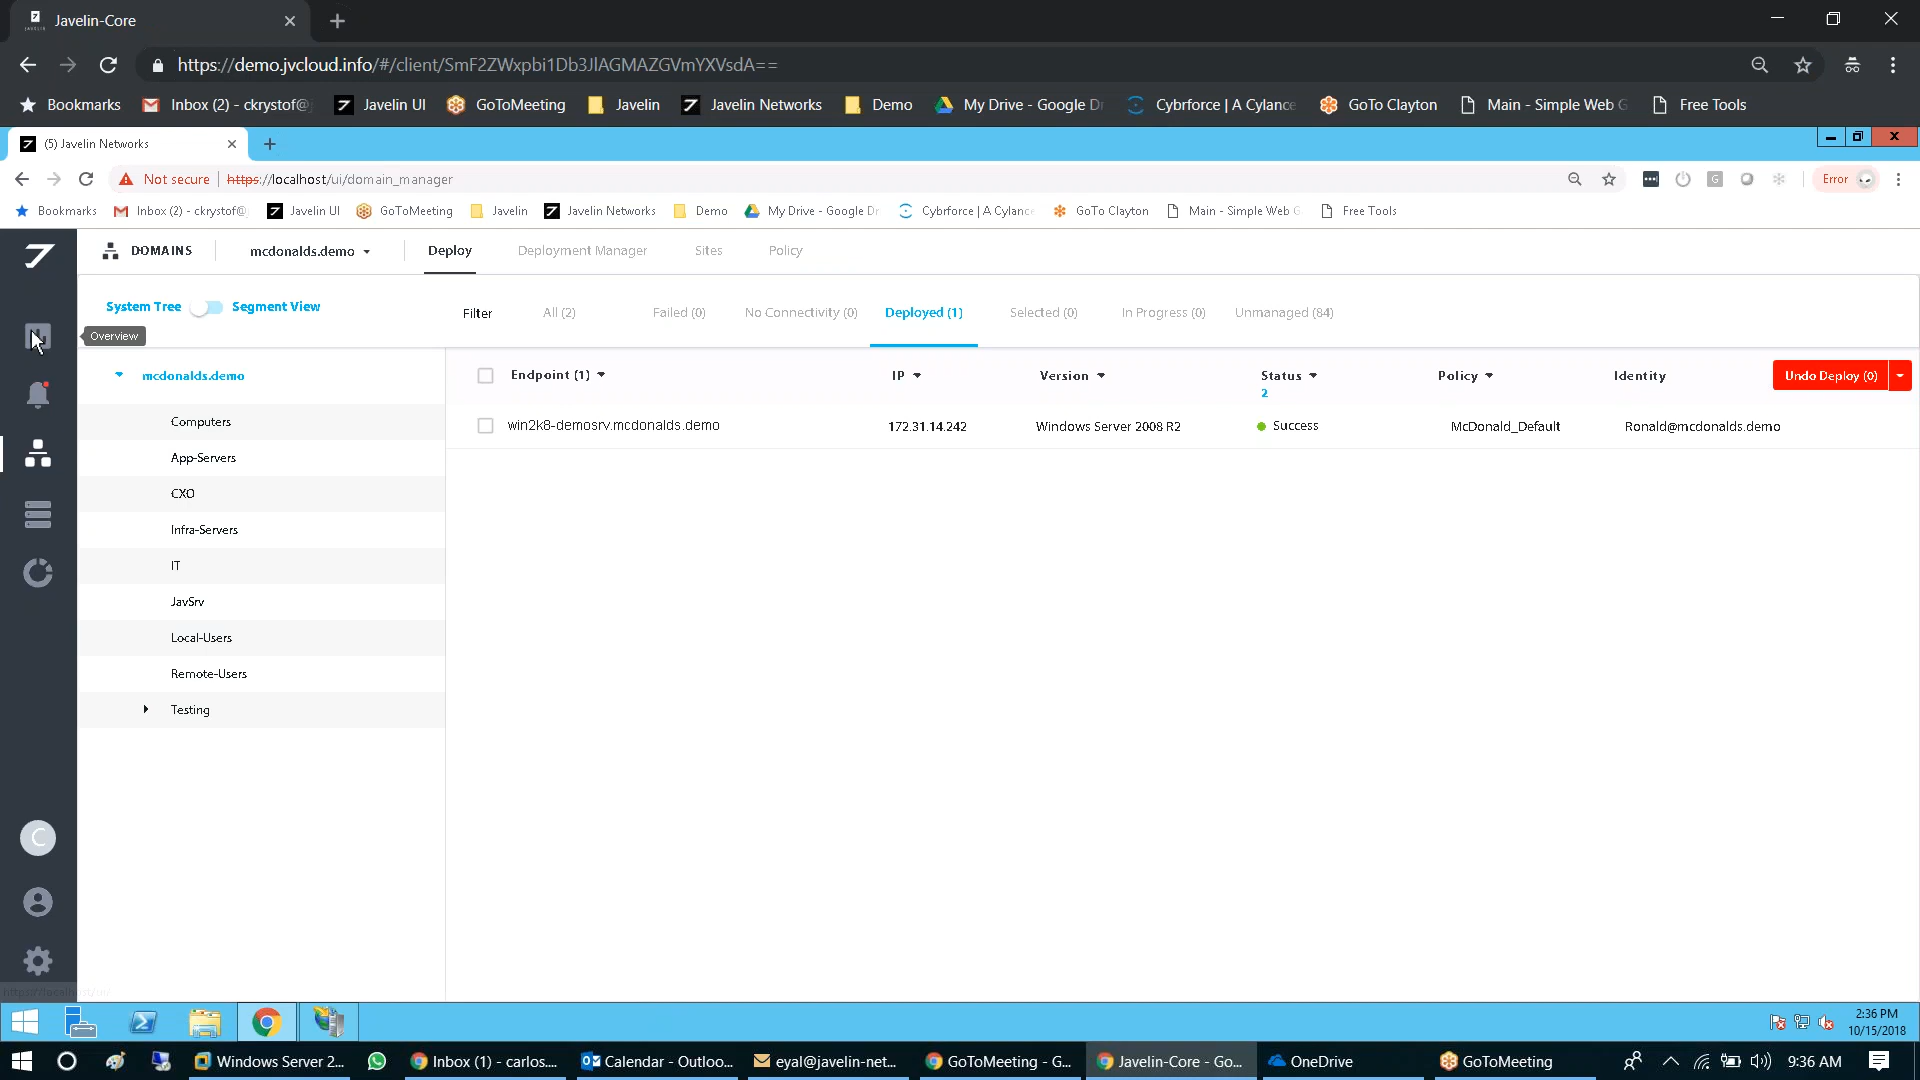 Javelin-Core
https://demo.jvcloud.info/#/client/SmF2ZWxpbi1Db3JlAGMAZGVmYXVsdA==
Bookmarks Inbox (2) - ckrystof@ Javelin UI GoToMeeting Javelin Javelin Networks Demo My Drive - Google Dr Cybrforce | A Cylance GoTo Clayton Main - Simple Web G Free Tools
(5) Javelin Networks
Not secure https://localhost/ui/domain_manager Error
Bookmarks Inbox (2) - ckrystof@ Javelin UI GoToMeeting Javelin Javelin Networks Demo My Drive - Google Dr Cybrforce | A Cylance GoTo Clayton Main - Simple Web G Free Tools
DOMAINS mcdonalds.demo Deploy Deployment Manager Sites Policy
System Tree Segment View Filter All (2) Failed (0) No Connectivity (0) Deployed (1) Selected (0) In Progress (0) Unmanaged (84)
Overview
mcdonalds.demo Endpoint (1) IP Version Status Policy Identity Undo Deploy (0)
2
Computers win2k8-demosrv.mcdonalds.demo 172.31.14.242 Windows Server 2008 R2 Success McDonald_Default Ronald@mcdonalds.demo
App-Servers
CXO
Infra-Servers
IT
JavSrv
Local-Users
Remote-Users
Testing
C
2:36 PM
10/15/2018
Windows Server 2... Inbox (1) - carlos.... Calendar - Outloo... eyal@javelin-net... GoToMeeting - G... Javelin-Core - Go... OneDrive GoToMeeting 9:36 AM